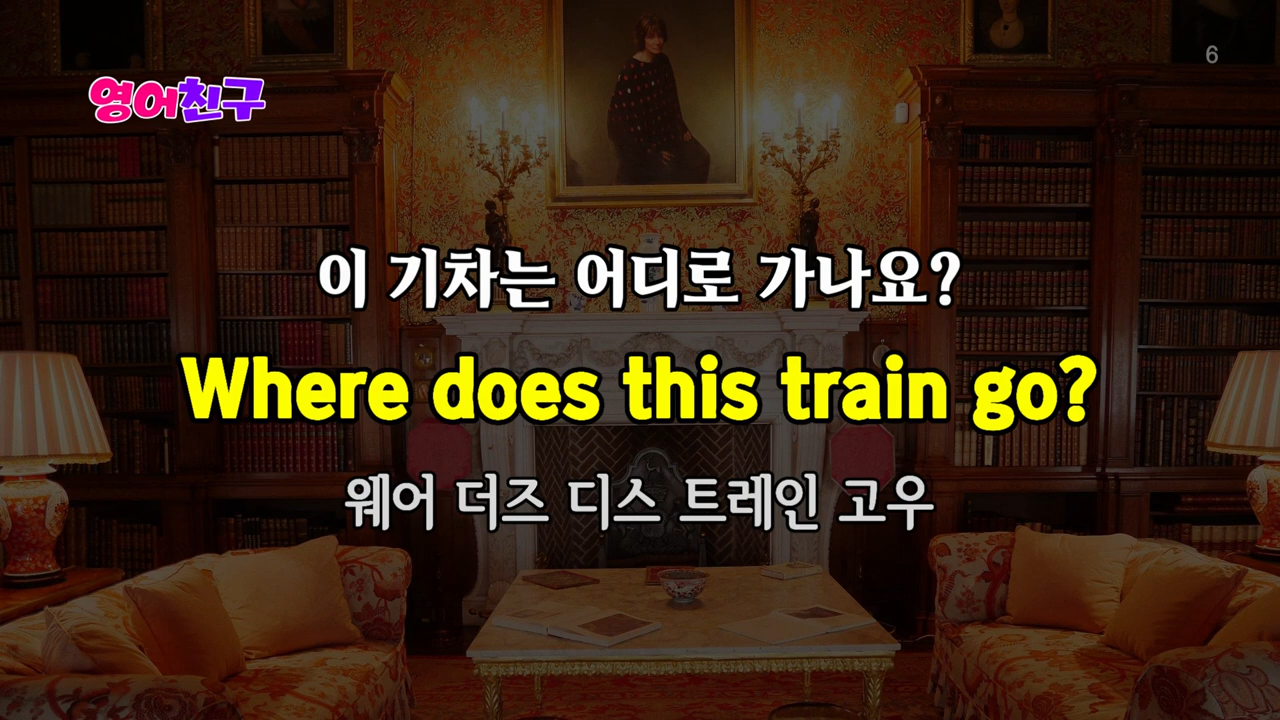 6
영어친구
이 기차는 어디로 가나요?
Where does this train go?
웨어 더즈 디스 트레인 고우